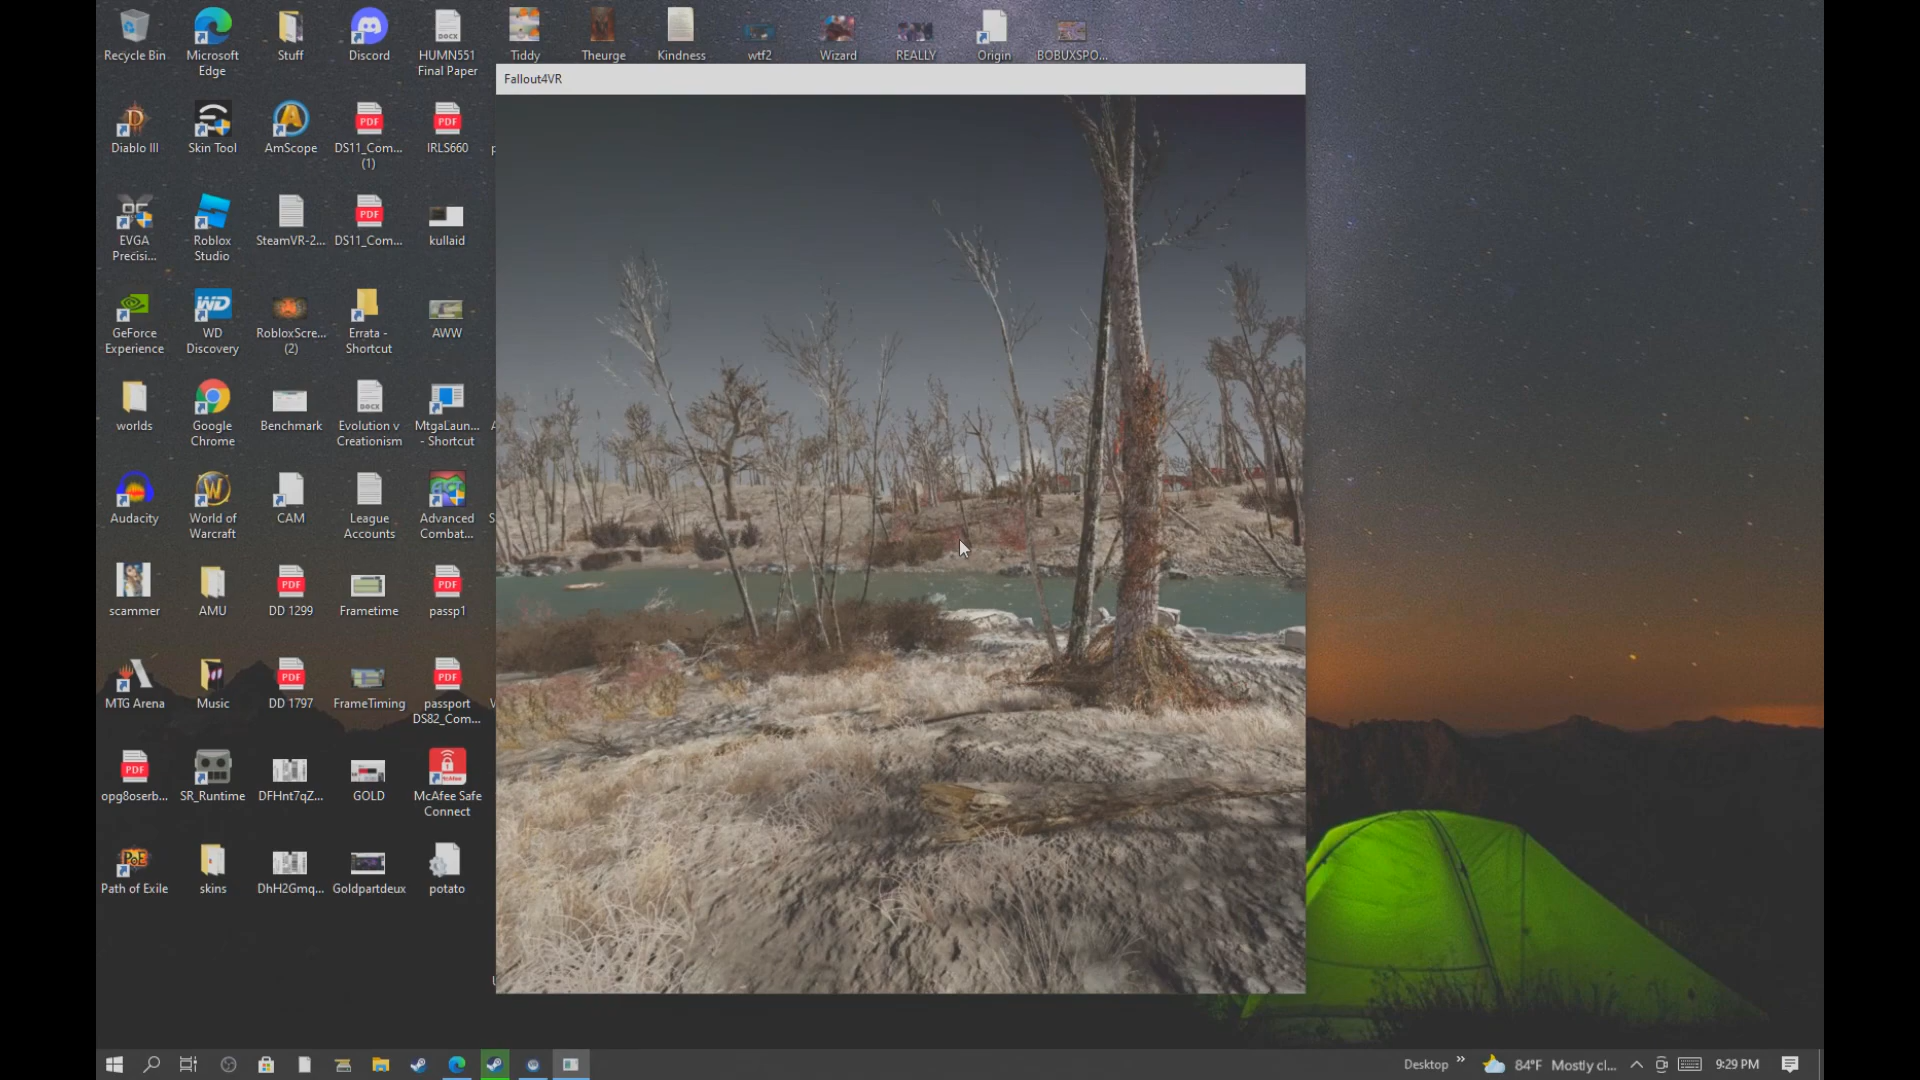 Recycle Bin
Microsoft
Edge
Stuff
Discord
HUMN551
Final Paper
Tiddy
Theurge
Kindness
wtf2
Wizard
REALLY
Origin
BOBUXSPO...
Fallout4VR
Diablo III
Skin Tool
AmScope
DS11_Com...
(1)
IRLS660
EVGA
Precisi...
Roblox
Studio
SteamVR-2...
DS11_Com...
kullaid
GeForce
Experience
WD
Discovery
RobloxScre...
(2)
Errata -
Shortcut
AWW
worlds
Google
Chrome
Benchmark
Evolution v
Creationism
MtgaLaun...
- Shortcut
Audacity
World of
Warcraft
CAM
League
Accounts
Advanced
Combat...
scammer
AMU
DD 1299
Frametime
passp1
MTG Arena
Music
DD 1797
FrameTiming
passport
DS82_Com...
opg8oserb...
SR_Runtime
DFHnt7qZ...
GOLD
McAfee Safe
Connect
Path of Exile
skins
DhH2Gmq...
Goldpartdeux
potato
Desktop
84°F Mostly cl...
9:29 PM